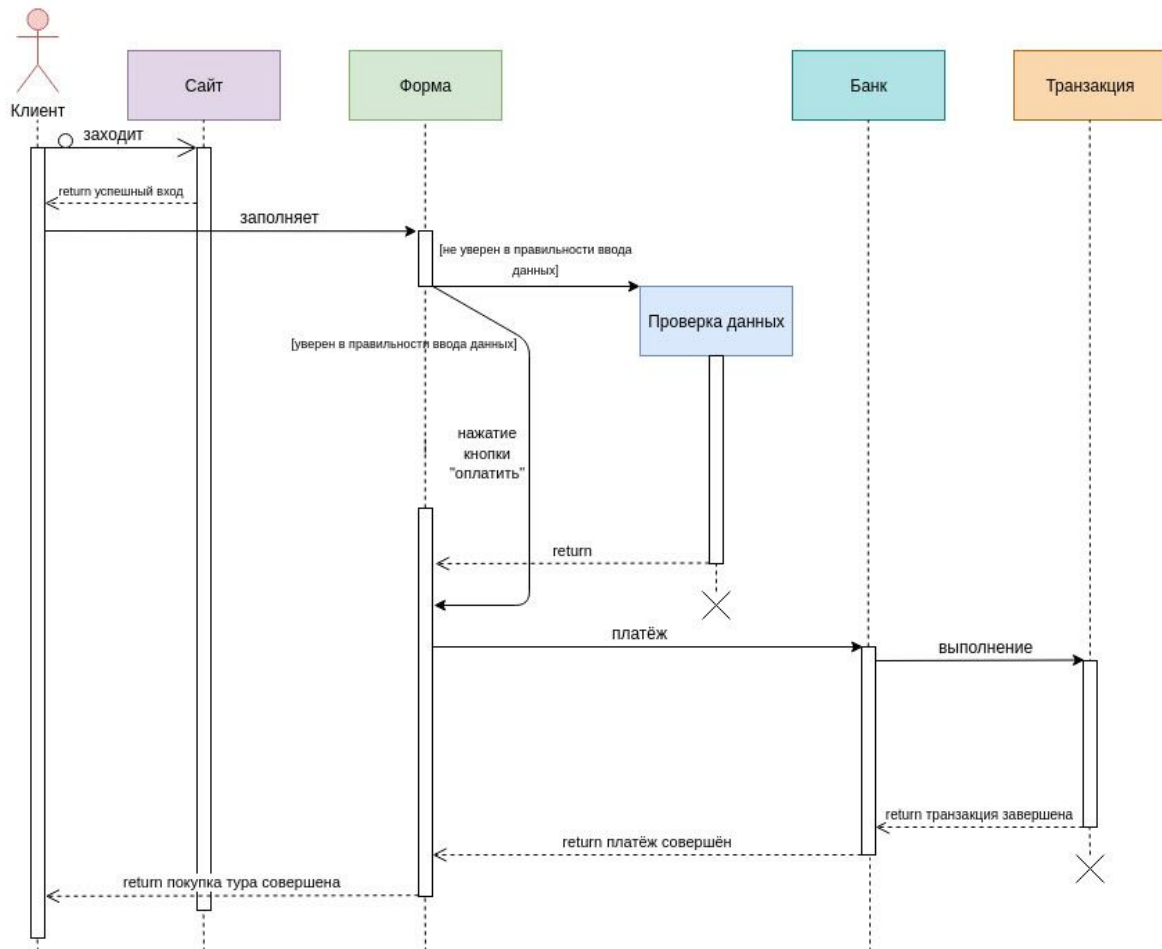 Клиент
Сайт
Форма
Банк
Транзакция
заходит
return успешный вход
заполняет
[не уверен в правильности ввода
данных]
Проверка данных
[уверен в правильности ввода данных]
нажатие
кнопки
"оплатить"
return
платёж
выполнение
return транзакция завершена
return платёж совершён
return покупка тура совершена